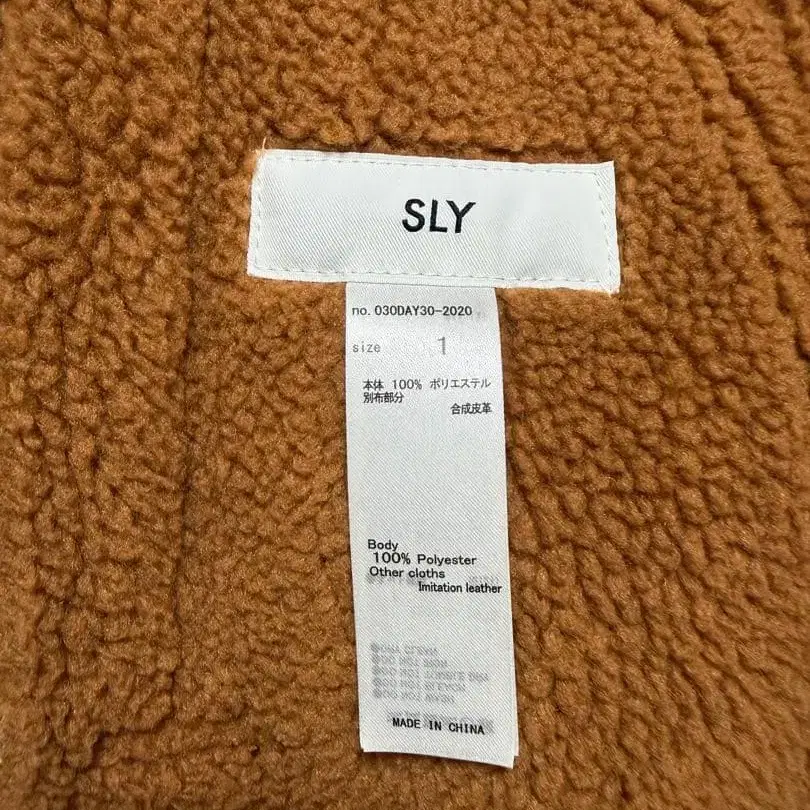 SLY
no. 030DAY30-2020
size 1
本体 100% ポリエステル
別布部分
合成皮革
Body
100% Polyester
Other cloths
Imitation leather
MADE IN CHINA